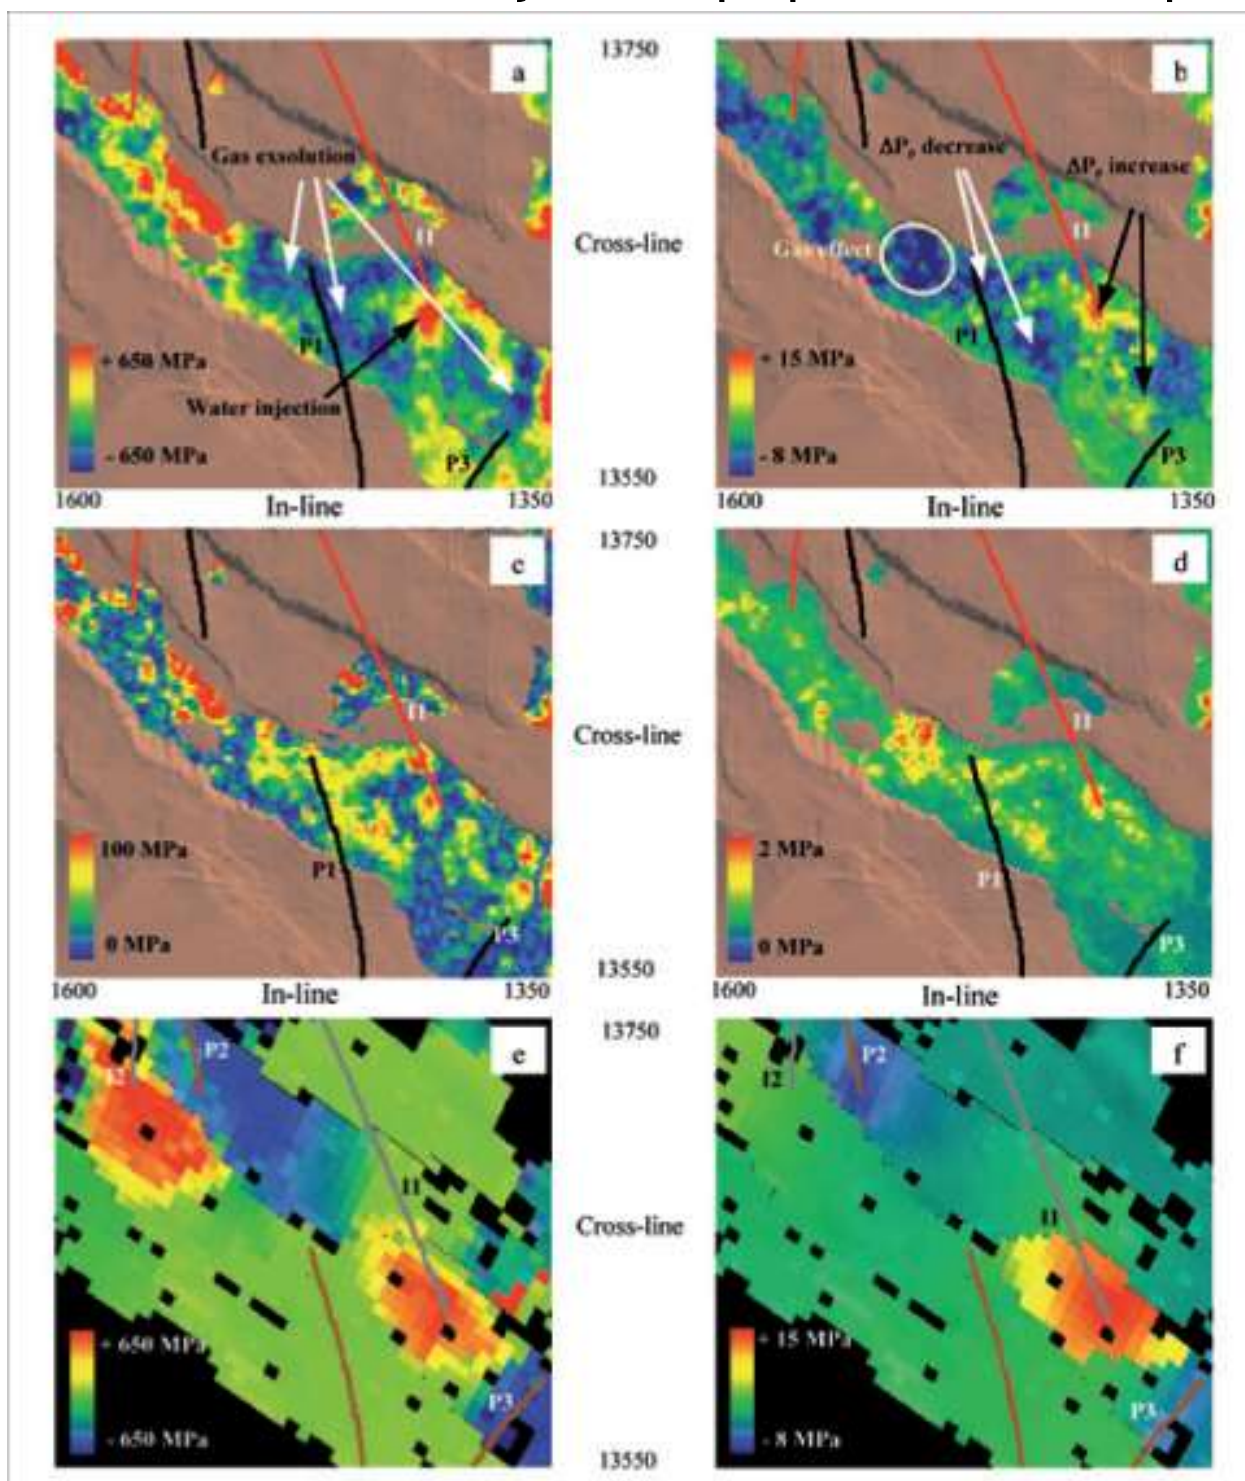 13750
a
b
Gas exsolution
ΔPp decrease
ΔPp increase
I1
Cross-line
Gas effect
I1
P1
P1
+ 650 MPa
+ 15 MPa
Water injection
- 650 MPa
P3
- 8 MPa
P3
13550
1600
In-line
1350
1600
In-line
1350
13750
c
d
I1
Cross-line
I1
100 MPa
P1
2 MPa
P1
0 MPa
P3
0 MPa
P3
13550
1600
In-line
1350
1600
In-line
1350
13750
P2
e
P2
f
I2
I2
I1
I1
Cross-line
+ 650 MPa
+ 15 MPa
P3
P3
- 650 MPa
- 8 MPa
13550